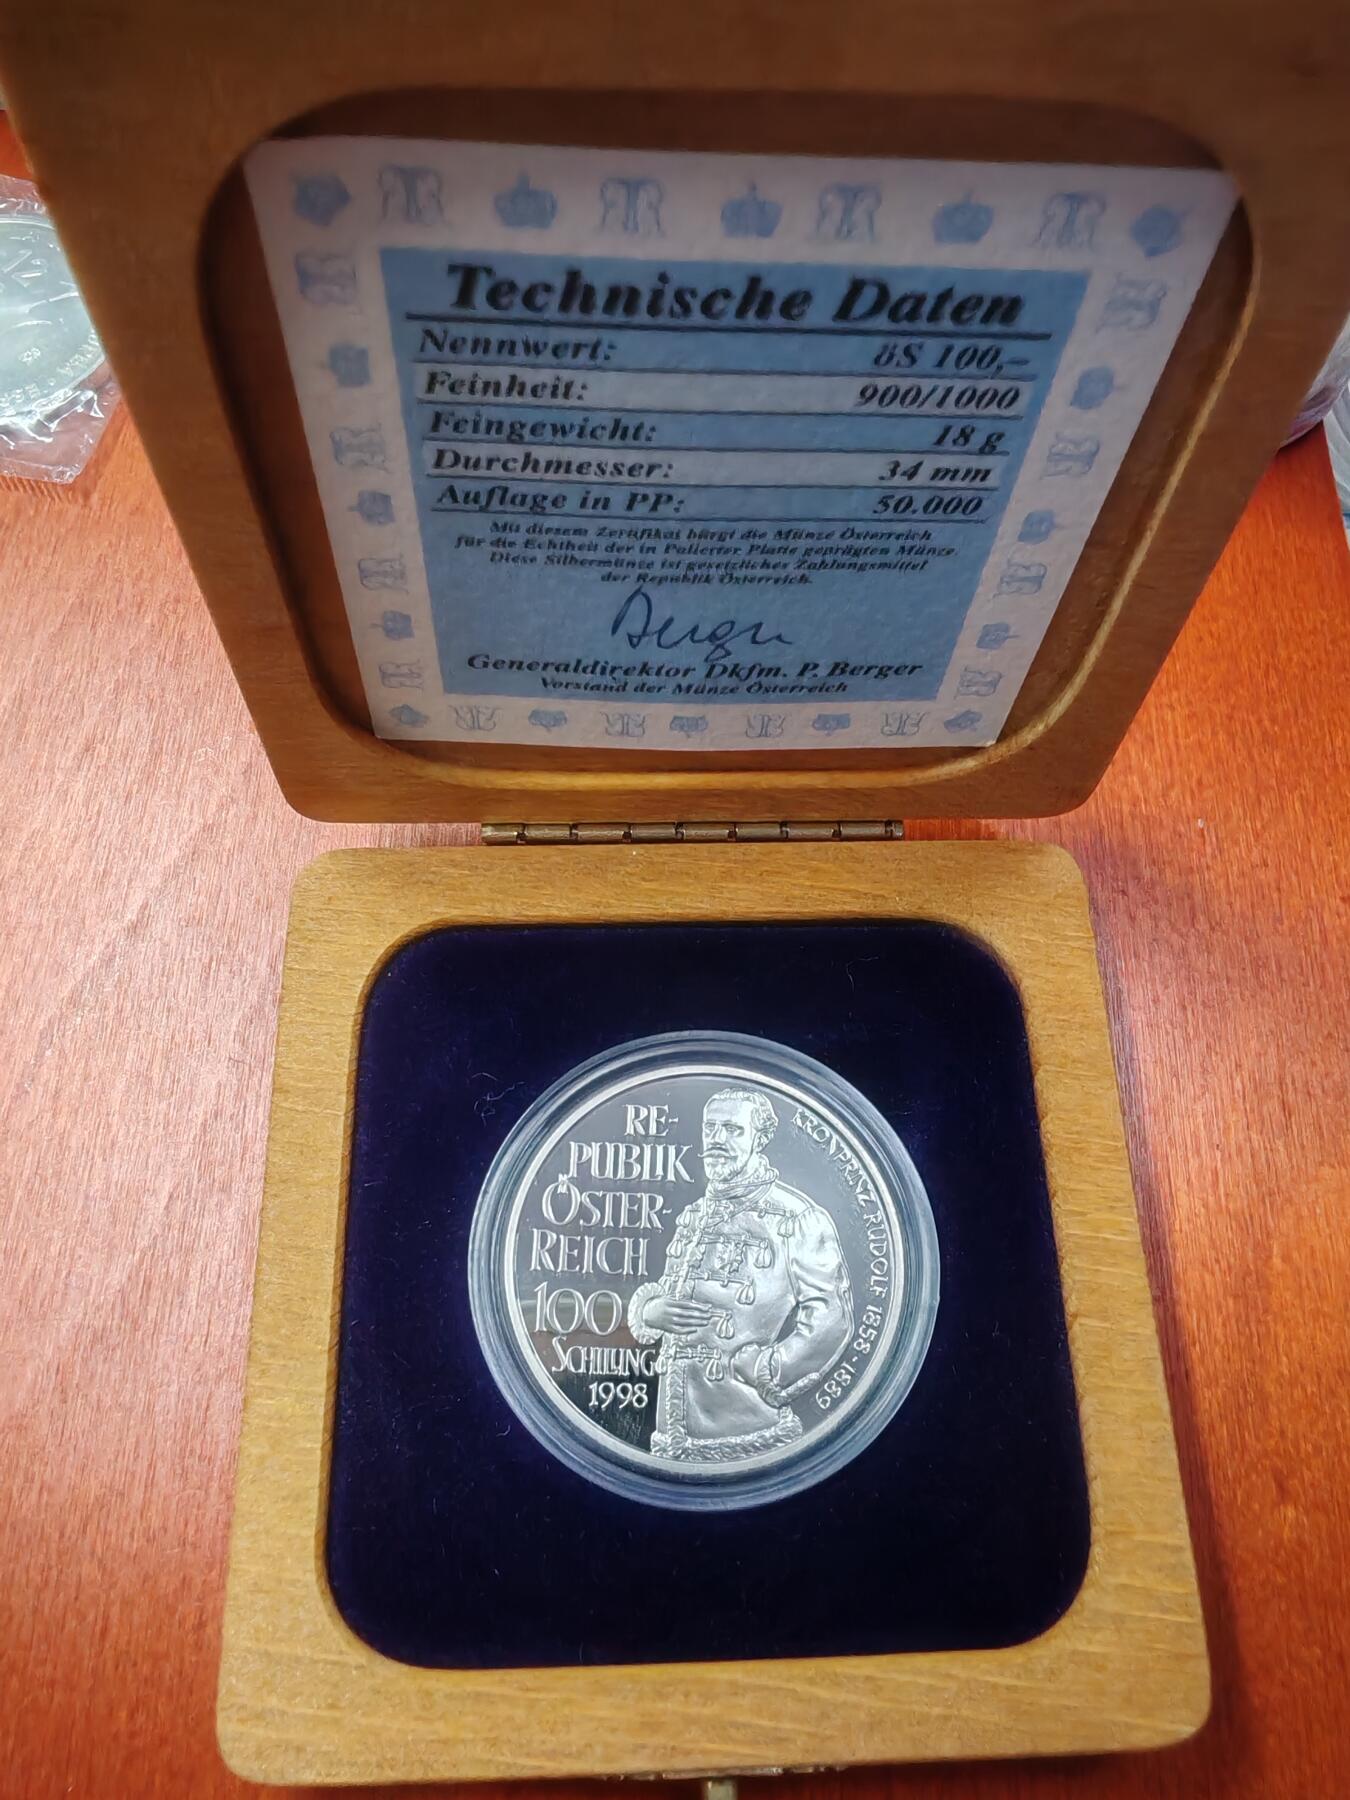 Technische Daten
Nennwert: öS 100,–
Feinheit: 900/1000
Feingewicht: 18 g
Durchmesser: 34 mm
Auflage in PP: 50.000
Mit diesem Zertifikat bürgt die Münze Österreich
für die Echtheit der in Polierter Platte geprägten Münze.
Diese Silbermünze ist gesetzliches Zahlungsmittel
der Republik Österreich.
Berger
Generaldirektor Dkfm. P. Berger
Vorstand der Münze Österreich
RE-
PUBLIK
ÖSTER-
REICH
100
SCHILLING
1998
KRONPRINZ RUDOLF 1858-1889